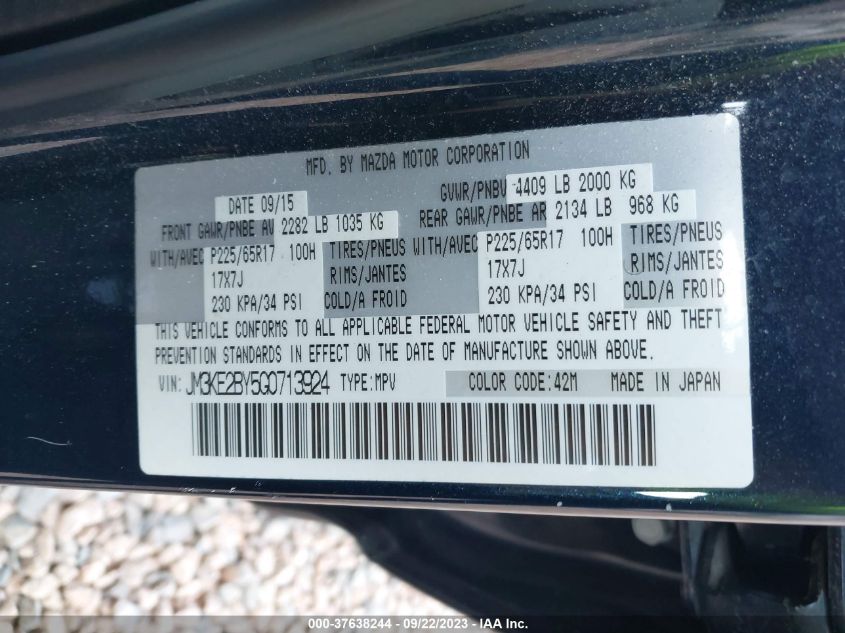 MFD. BY MAZDA MOTOR CORPORATION
DATE 09/15 GVWR/PNBV 4409 LB 2000 KG
FRONT GAWR/PNBE AV 2282 LB 1035 KG REAR GAWR/PNBE AR 2134 LB 968 KG
WITH/AVEC P225/65R17 100H TIRES/PNEUS WITH/AVEC P225/65R17 100H TIRES/PNEUS
17X7J RIMS/JANTES 17X7J RIMS/JANTES
230 KPA/34 PSI COLD/A FROID 230 KPA/34 PSI COLD/A FROID
THIS VEHICLE CONFORMS TO ALL APPLICABLE FEDERAL MOTOR VEHICLE SAFETY AND THEFT
PREVENTION STANDARDS IN EFFECT ON THE DATE OF MANUFACTURE SHOWN ABOVE.
VIN: JM3KE2BY5G0713924 TYPE:MPV COLOR CODE:42M MADE IN JAPAN
000-37638244 - 09/22/2023 - IAA Inc.